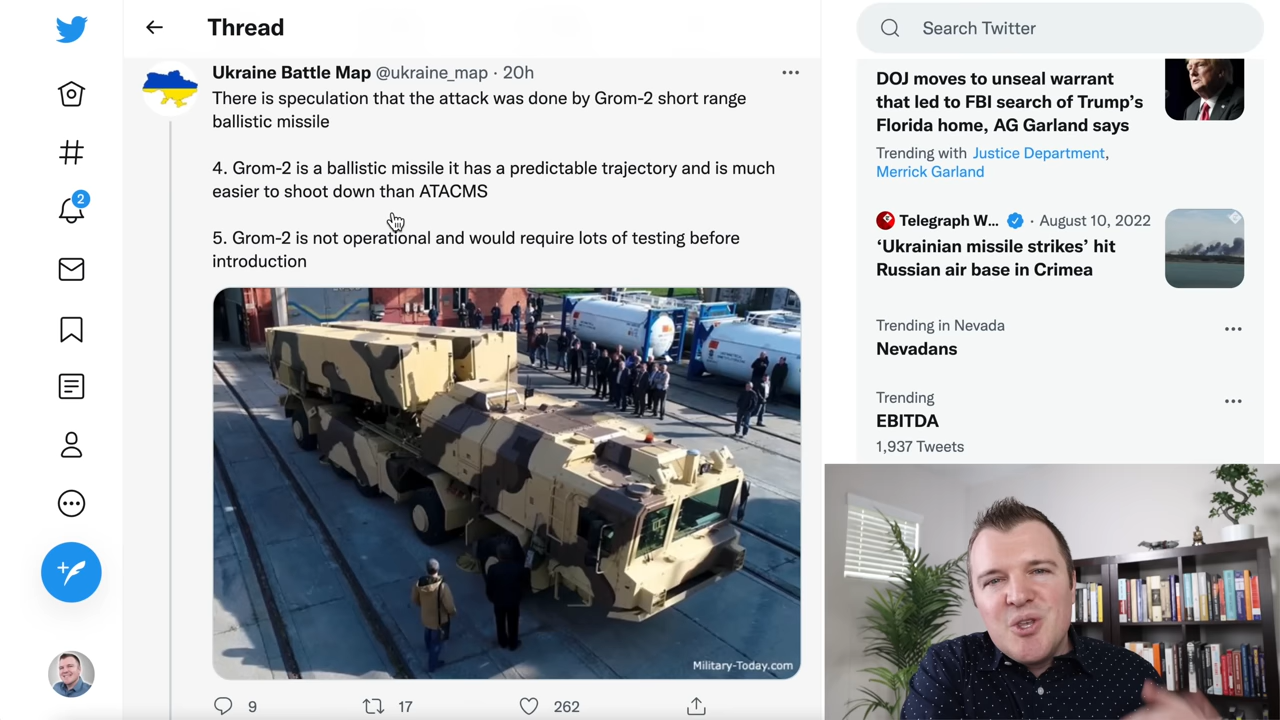 Thread
Search Twitter
Ukraine Battle Map @ukraine_map · 20h
There is speculation that the attack was done by Grom-2 short range
ballistic missile
4. Grom-2 is a ballistic missile it has a predictable trajectory and is much
easier to shoot down than ATACMS
5. Grom-2 is not operational and would require lots of testing before
introduction
Military-Today.com
9
17
262
2
DOJ moves to unseal warrant
that led to FBI search of Trump’s
Florida home, AG Garland says
Trending with Justice Department,
Merrick Garland
Telegraph W... · August 10, 2022
‘Ukrainian missile strikes’ hit
Russian air base in Crimea
Trending in Nevada
Nevadans
Trending
EBITDA
1,937 Tweets